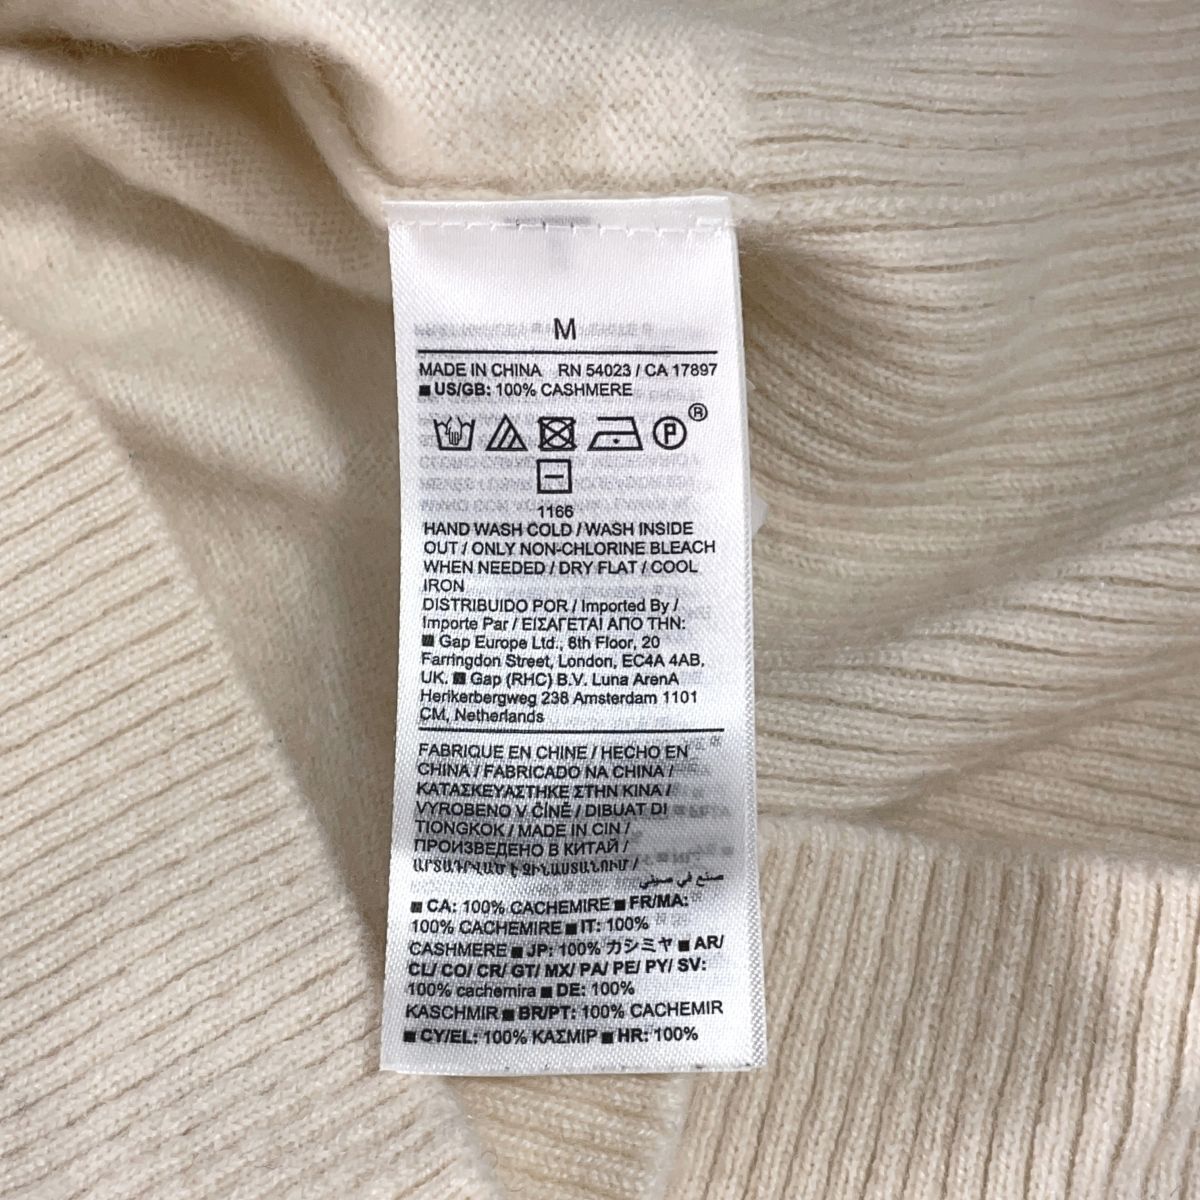 M
MADE IN CHINA RN 54023 / CA 17897
■ US/GB: 100% CASHMERE
P ®
1166
HAND WASH COLD / WASH INSIDE
OUT / ONLY NON-CHLORINE BLEACH
WHEN NEEDED / DRY FLAT / COOL
IRON
DISTRIBUIDO POR / Imported By /
Importe Par / ΕΙΣΑΓΕΤΑΙ ΑΠΟ ΤΗΝ:
■ Gap Europe Ltd., 6th Floor, 20
Farringdon Street, London, EC4A 4AB,
UK. ■ Gap (RHC) B.V. Luna ArenA
Herikerbergweg 238 Amsterdam 1101
CM, Netherlands
FABRIQUE EN CHINE / HECHO EN
CHINA / FABRICADO NA CHINA /
ΚΑΤΑΣΚΕΥΑΣΤΗΚΕ ΣΤΗΝ ΚΙΝΑ /
VYROBENO V ČÍNĚ / DIBUAT DI
TIONGKOK / MADE IN CIN /
ПРОИЗВЕДЕНО В КИТАЙ /
ԱՐՏԱԴՐՎԱԾ Է ՉԻՆԱՍՏԱՆՈՒՄ /
صنع في صيني
■ CA: 100% CACHEMIRE ■ FR/MA:
100% CACHEMIRE ■ IT: 100%
CASHMERE ■ JP: 100% カシミヤ ■ AR/
CL/ CO/ CR/ GT/ MX/ PA/ PE/ PY/ SV:
100% cachemira ■ DE: 100%
KASCHMIR ■ BR/PT: 100% CACHEMIR
■ CY/EL: 100% ΚΑΣΜΙΡ ■ HR: 100%